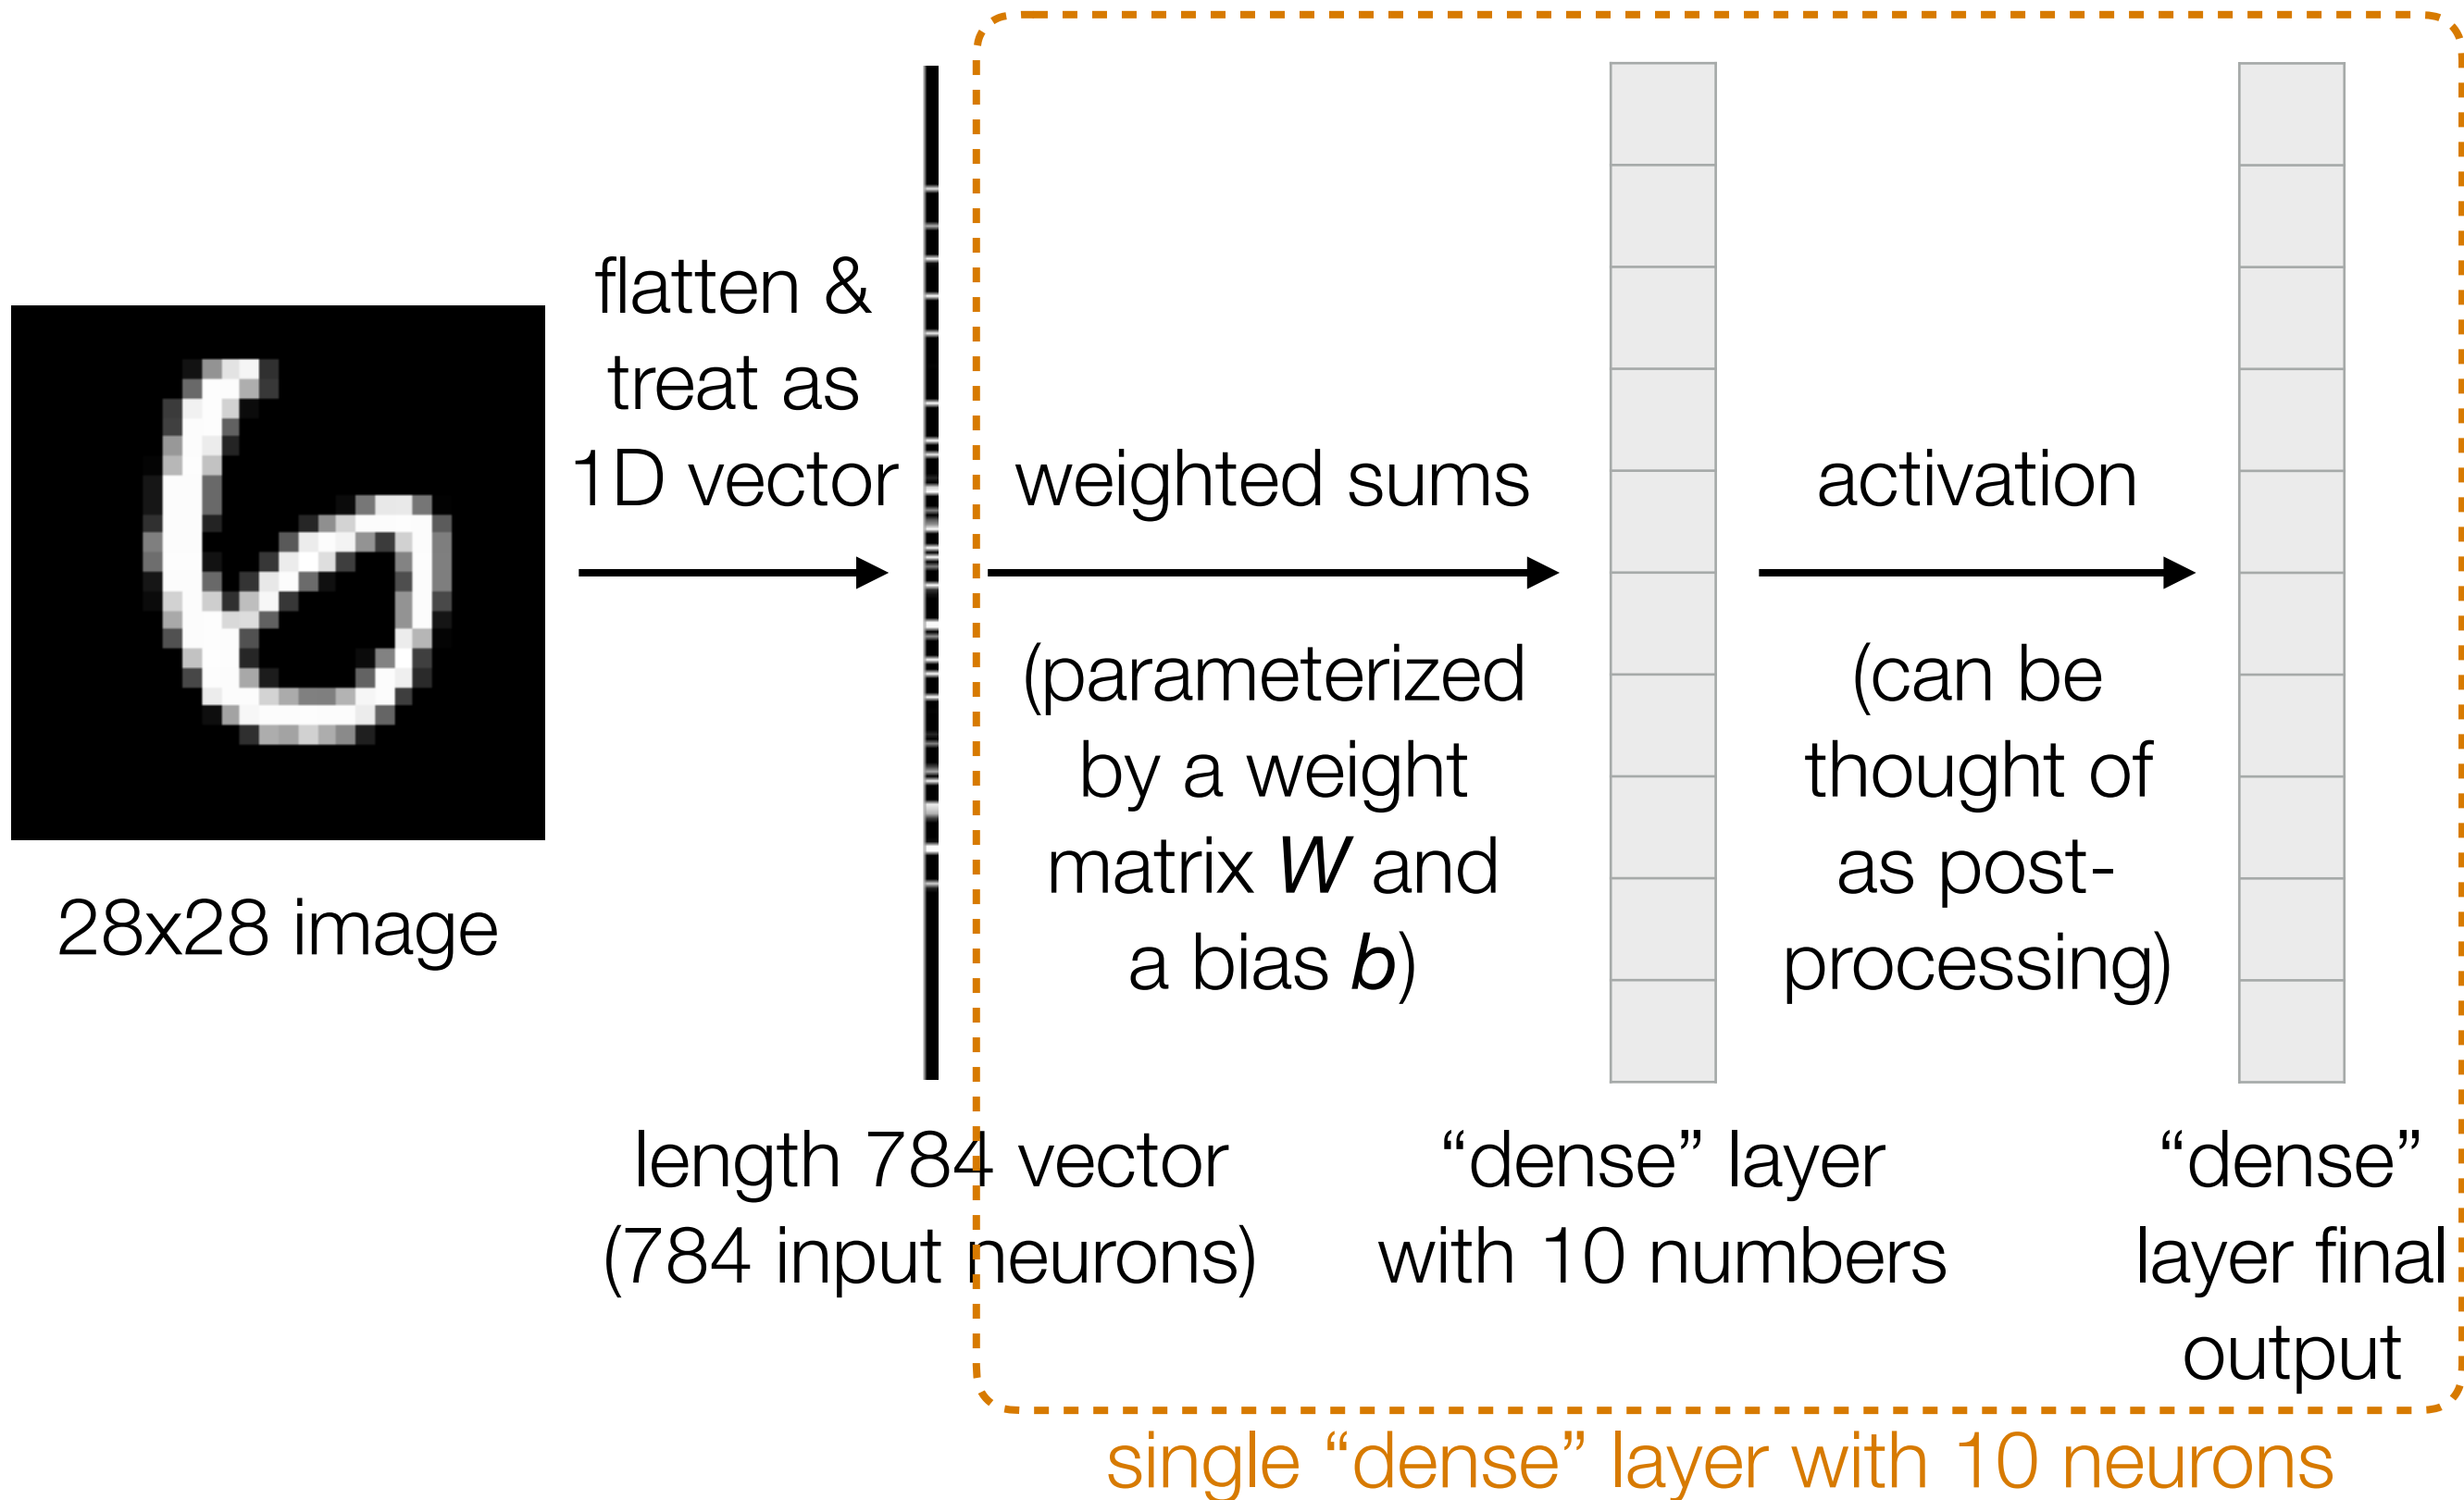 flatten &
treat as
1D vector
28x28 image
length 784 vector
(784 input neurons)
weighted sums
(parameterized
by a weight
matrix W and
a bias b)
“dense” layer
with 10 numbers
activation
(can be
thought of
as post-
processing)
“dense”
layer final
output
single “dense” layer with 10 neurons